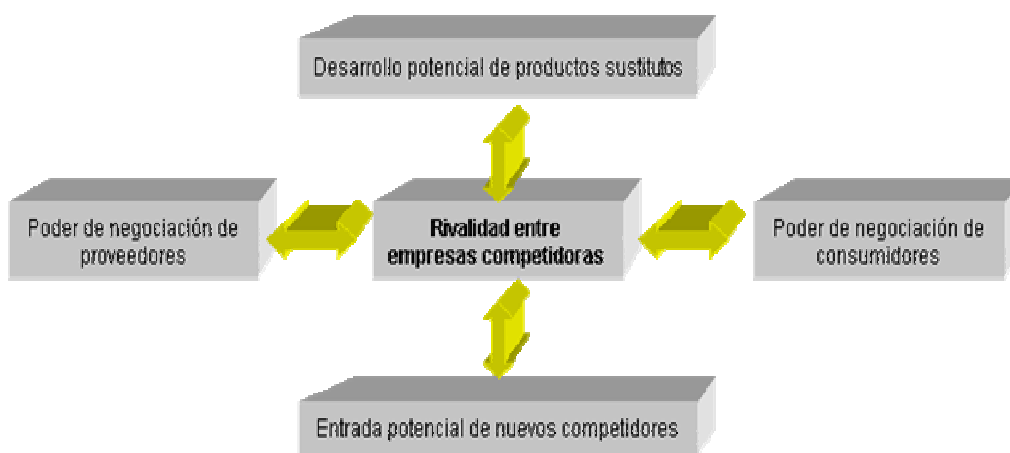 Desarrollo potencial de productos sustitutos
Poder de negociación de
proveedores
Rivalidad entre
empresas competidoras
Poder de negociación de
consumidores
Entrada potencial de nuevos competidores